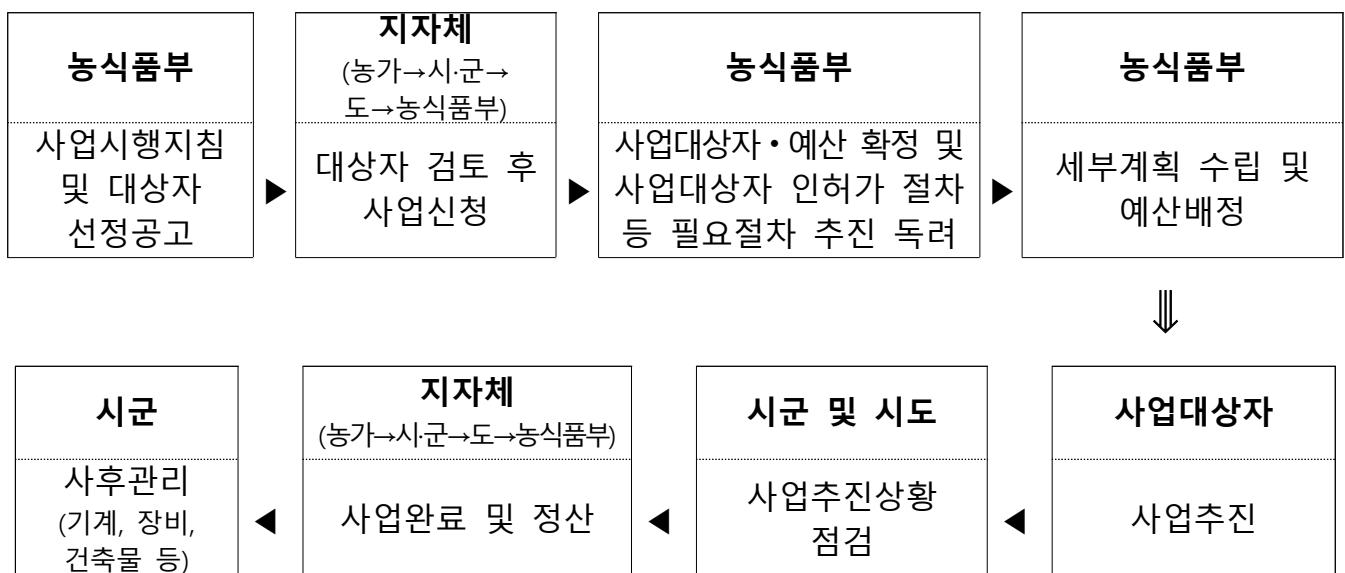 농식품부
사업시행지침
및 대상자
선정공고
▶
지자체
(농가→시·군→
도→농식품부)
대상자 검토 후
사업신청
▶
농식품부
사업대상자•예산 확정 및
사업대상자 인허가 절차
등 필요절차 추진 독려
▶
농식품부
세부계획 수립 및
예산배정
⇓
사업대상자
사업추진
◀
시군 및 시도
사업추진상황
점검
◀
지자체
(농가→시·군→도→농식품부)
사업완료 및 정산
◀
시군
사후관리
(기계, 장비,
건축물 등)